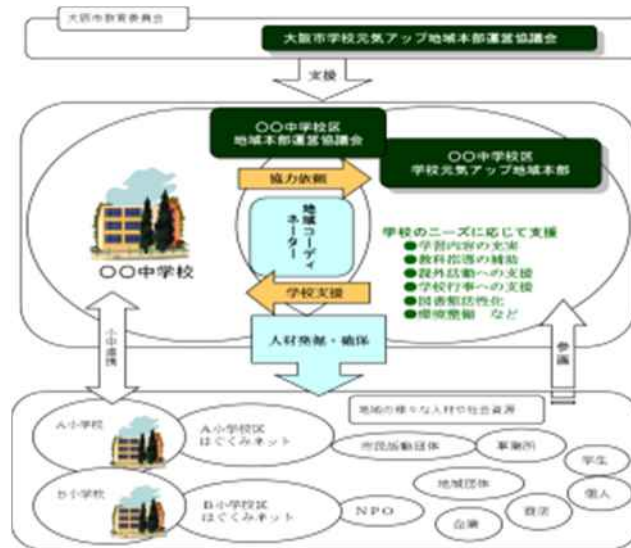 大阪市教育委員会
大阪市学校元気アップ地域本部運営協議会
支援
〇〇中学校区
地域本部運営協議会
〇〇中学校区
学校元気アップ地域本部
協力依頼
地域コーディ
ネーター
〇〇中学校
学校のニーズに応じて支援
●学習内容の充実
●教科指導の補助
●課外活動への支援
●学校行事への支援
●図書館活性化
●環境整備 など
学校支援
人材発掘・確保
小中連携
参画
地域の様々な人材や社会資源
A小学校
A小学校区
はぐくみネット
市民活動団体
事業所
学生
地域団体
個人
B小学校
B小学校区
はぐくみネット
NPO
企業
商店